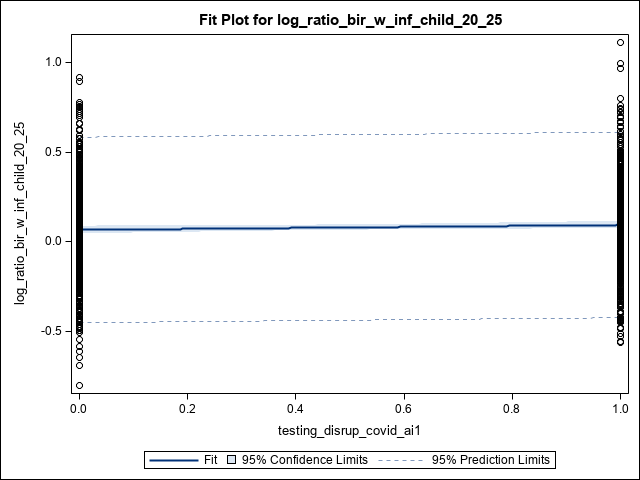 Fit Plot for log_ratio_bir_w_inf_child_20_25
log_ratio_bir_w_inf_child_20_25
1.0
0.5
0.0
-0.5
0.0 0.2 0.4 0.6 0.8 1.0
testing_disrup_covid_ai1
Fit 95% Confidence Limits 95% Prediction Limits